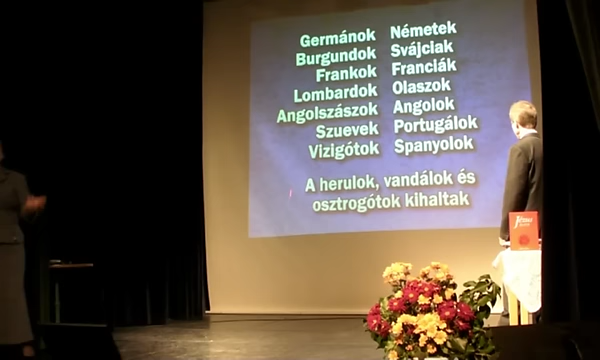 Germánok Németek
Burgundok Svájciak
Frankok Franciák
Lombardok Olaszok
Angolszászok Angolok
Szuevek Portugálok
Vizigótok Spanyolok
A herulok, vandálok és
osztrogótok kihaltak